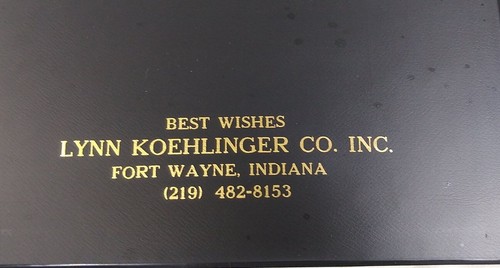 BEST WISHES
LYNN KOEHLINGER CO. INC.
FORT WAYNE, INDIANA
(219) 482-8153